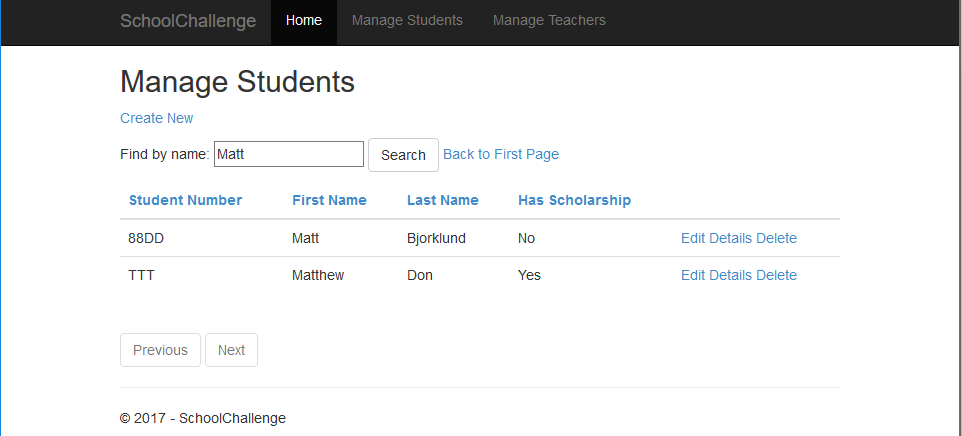 SchoolChallenge Home Manage Students Manage Teachers
Manage Students
Create New
Find by name: Matt Search Back to First Page
Student Number First Name Last Name Has Scholarship
88DD Matt Bjorklund No Edit Details Delete
TTT Matthew Don Yes Edit Details Delete
Previous Next
© 2017 - SchoolChallenge